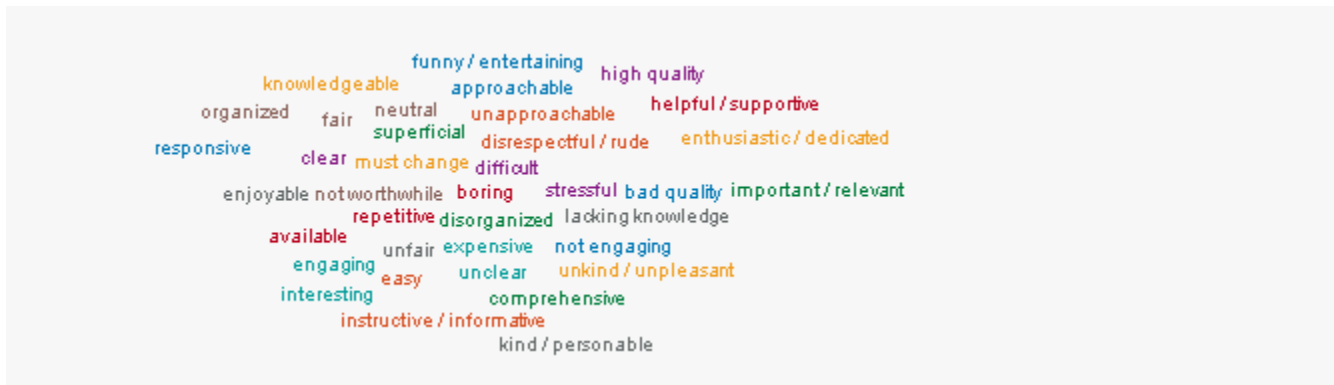 funny / entertaining
high quality
knowledgeable
approachable
helpful / supportive
organized
fair
neutral
unapproachable
superficial
disrespectful / rude
enthusiastic / dedicated
responsive
clear
must change
difficult
enjoyable
not worthwhile
boring
stressful
bad quality
important / relevant
repetitive
disorganized
lacking knowledge
available
unfair
expensive
not engaging
engaging
easy
unclear
unkind / unpleasant
interesting
comprehensive
instructive / informative
kind / personable